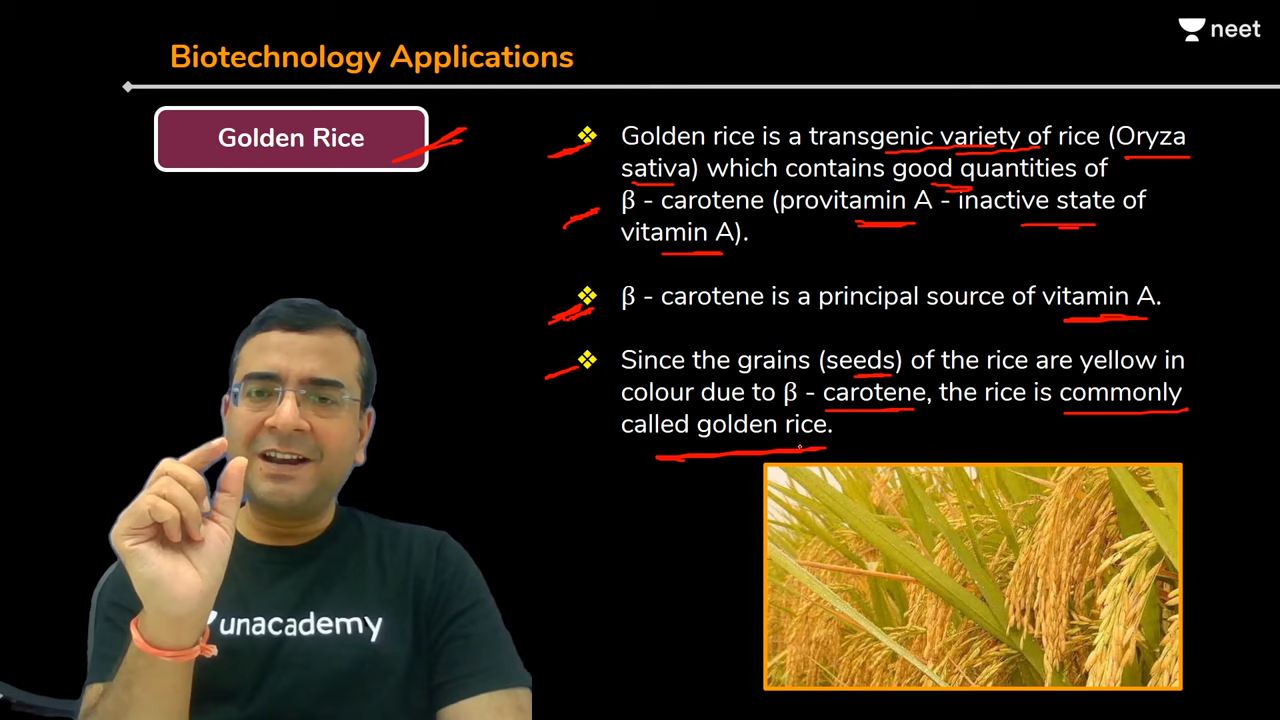 neet
Biotechnology Applications
Golden Rice
Golden rice is a transgenic variety of rice (Oryza
sativa) which contains good quantities of
β - carotene (provitamin A - inactive state of
vitamin A).
β - carotene is a principal source of vitamin A.
Since the grains (seeds) of the rice are yellow in
colour due to β - carotene, the rice is commonly
called golden rice.
unacademy